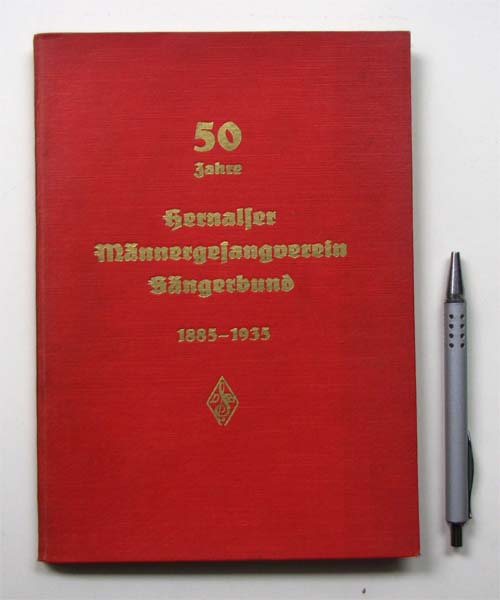 50
Jahre
Hernalſer
Männergeſangverein
Sängerbund
1885–1935